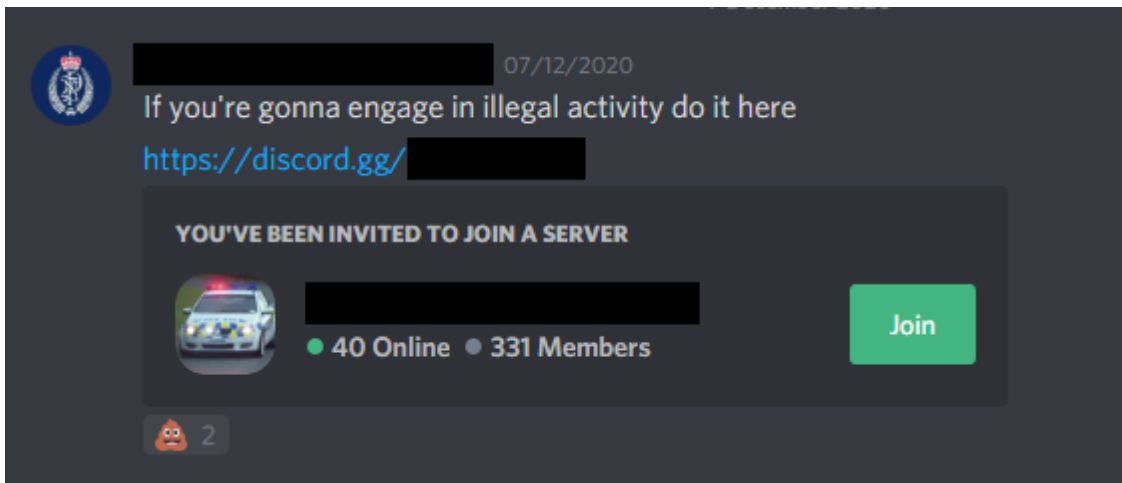 07/12/2020
If you're gonna engage in illegal activity do it here
https://discord.gg/
YOU'VE BEEN INVITED TO JOIN A SERVER
40 Online 331 Members
Join
2